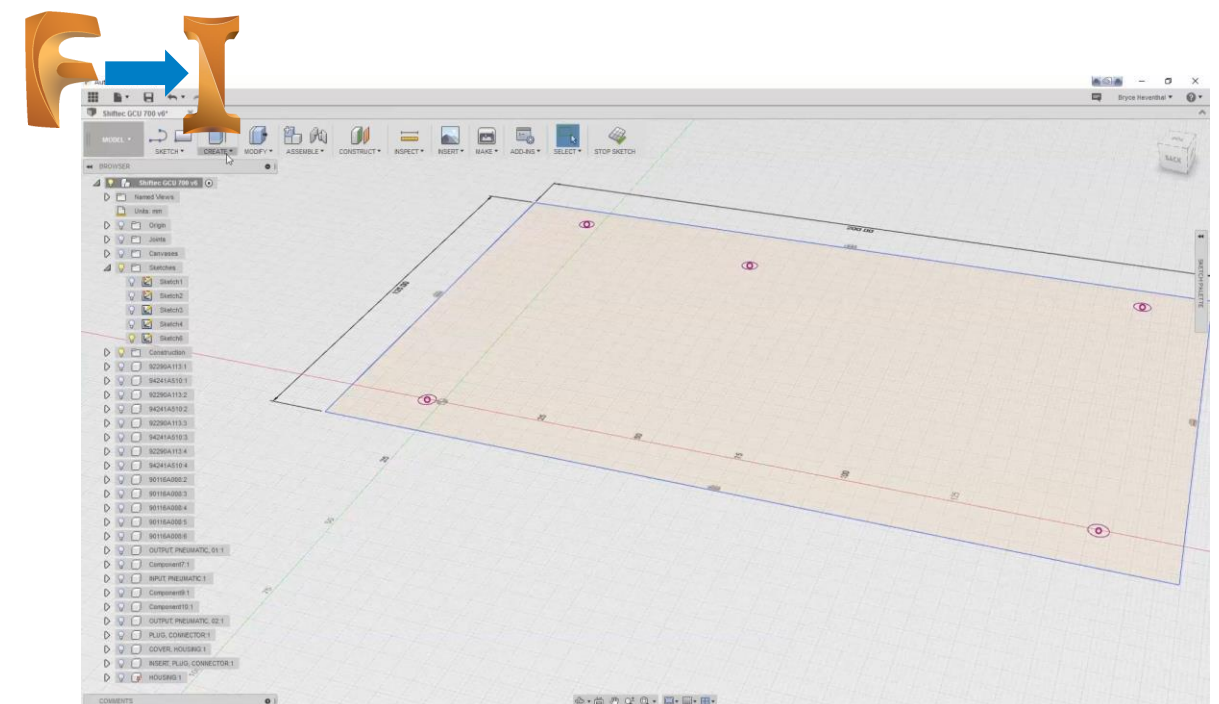 F I
Aut
Bryce Heventhal
Shiftec GCU 700 v6*
MODEL
SKETCH CREATE MODIFY ASSEMBLE CONSTRUCT INSPECT INSERT MAKE ADD-INS SELECT STOP SKETCH
BROWSER
BACK
Shiftec GCU 700 v6
Named Views
Units: mm
Origin
Joints
Canvases
Sketches
Sketch1
Sketch2
Sketch3
Sketch4
Sketch6
Construction
92290A113:1
94241A510:1
92290A113:2
94241A510:2
92290A113:3
94241A510:3
92290A113:4
94241A510:4
90116A008:2
90116A008:3
90116A008:4
90116A008:5
90116A008:6
OUTPUT, PNEUMATIC, 01:1
Component7:1
INPUT, PNEUMATIC:1
Component9:1
Component10:1
OUTPUT, PNEUMATIC, 02:1
PLUG, CONNECTOR:1
COVER, HOUSING:1
INSERT, PLUG, CONNECTOR:1
HOUSING:1
COMMENTS
SKETCH PALETTE
200.00